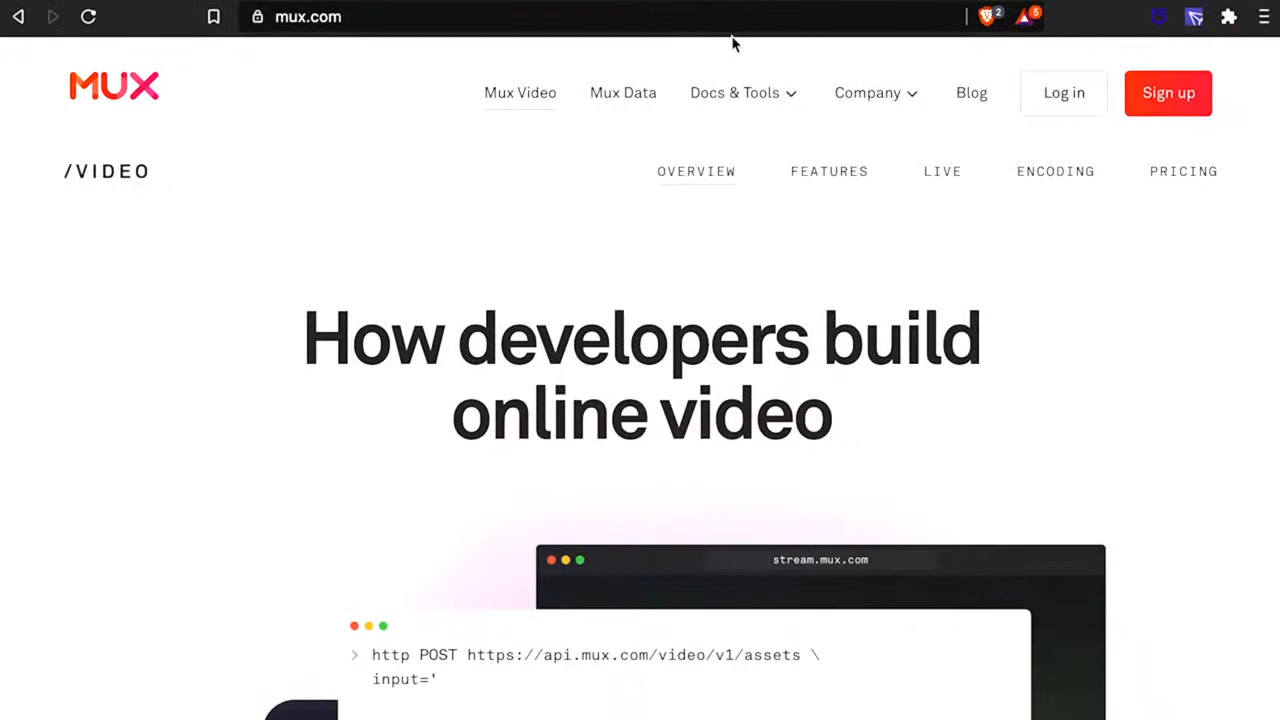 mux.com
2
5
MUX
Mux Video
Mux Data
Docs & Tools
Company
Blog
Log in
Sign up
/VIDEO
OVERVIEW
FEATURES
LIVE
ENCODING
PRICING
How developers build
online video
stream.mux.com
> http POST https://api.mux.com/video/v1/assets \
input='